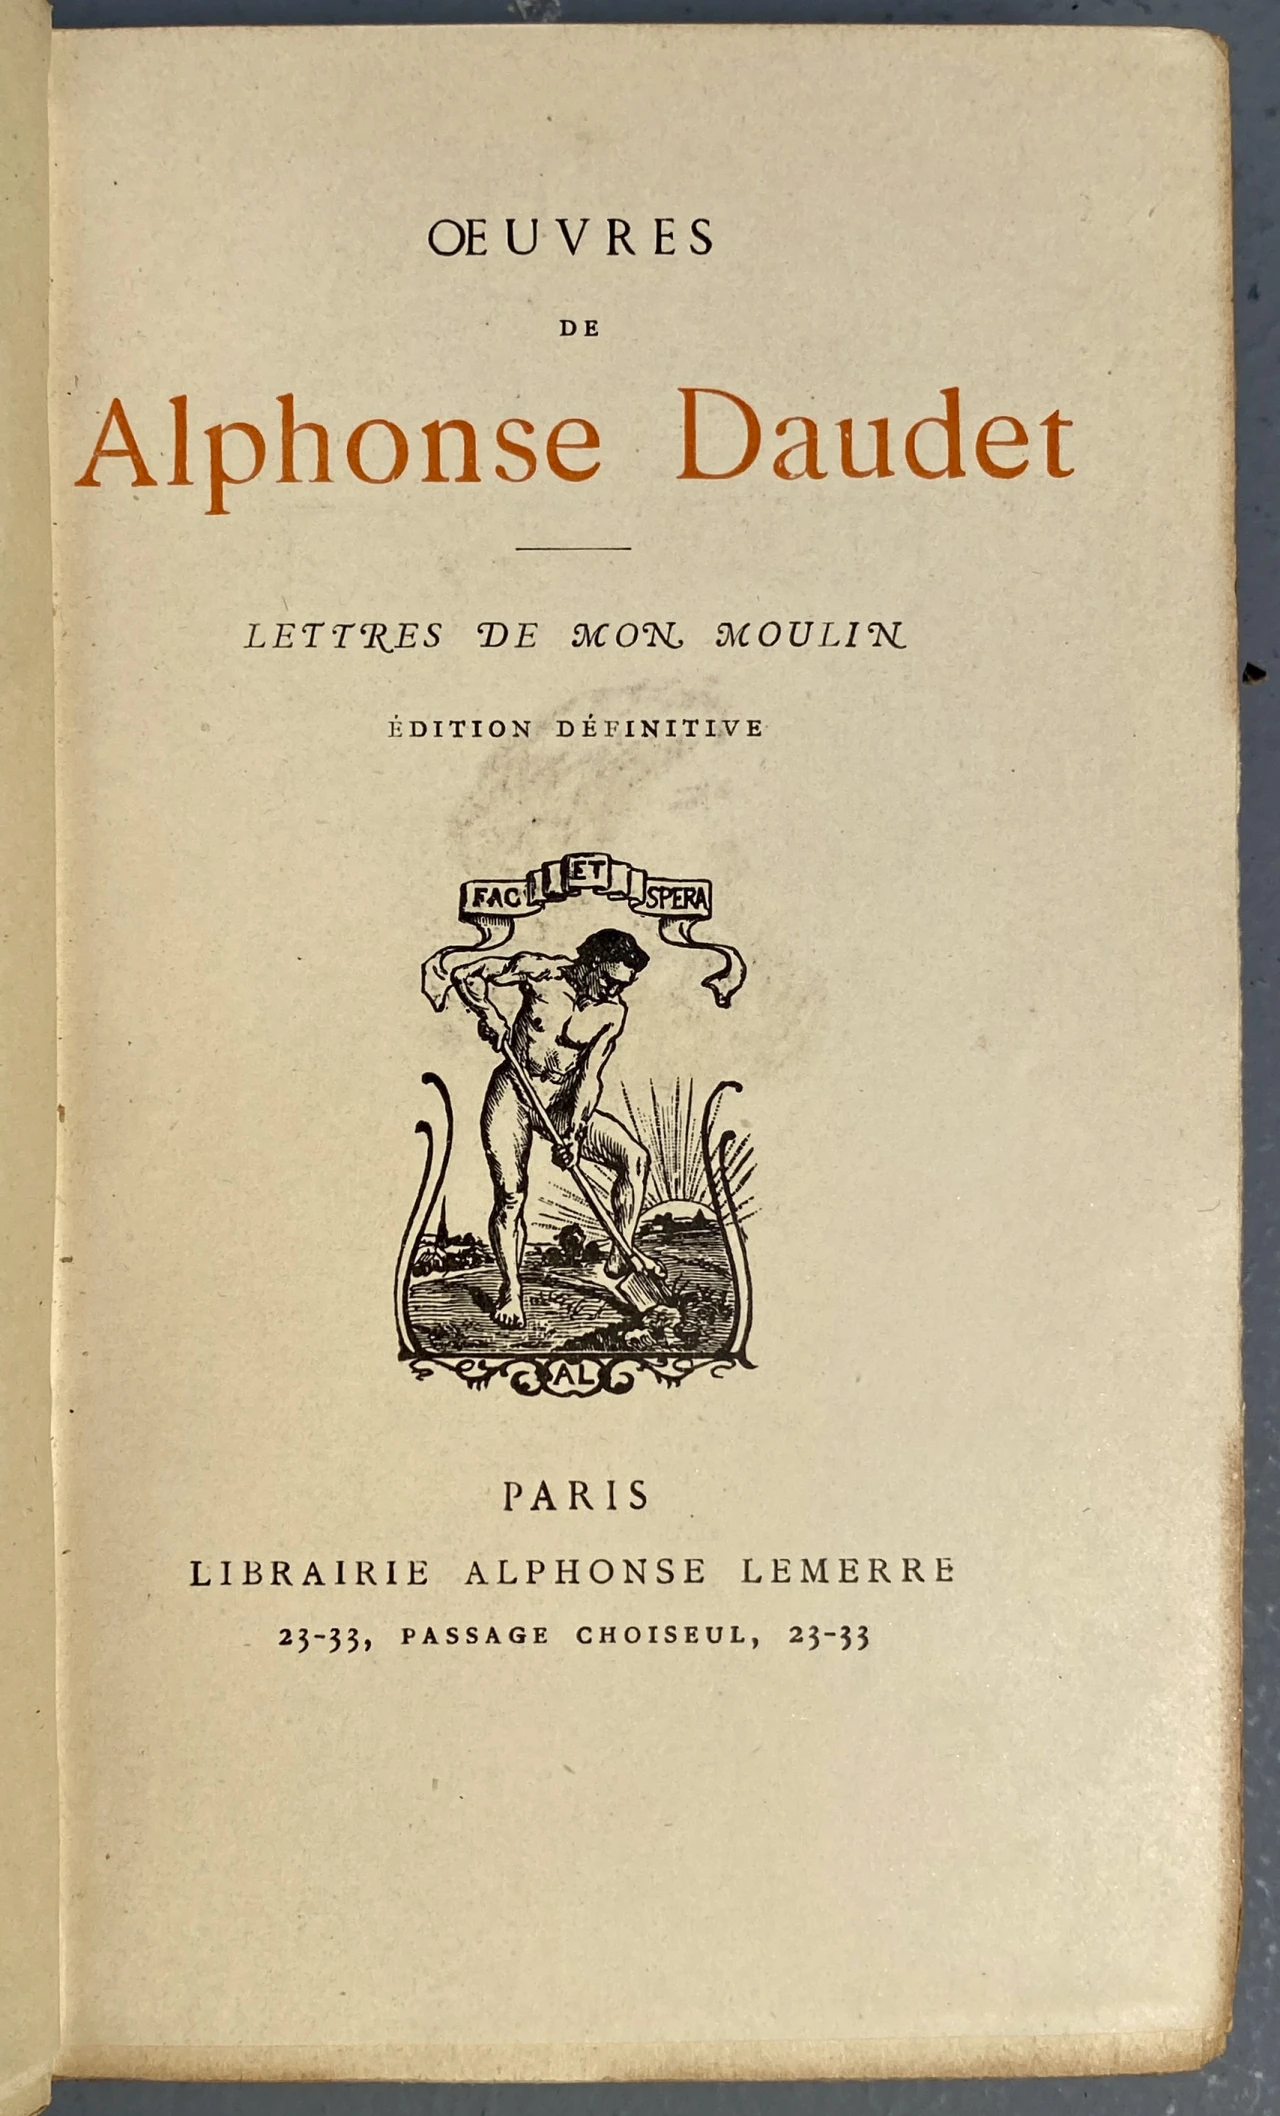 ŒUVRES
DE
Alphonse Daudet
LETTRES DE MON MOULIN
ÉDITION DÉFINITIVE
FAC ET SPERA
AL
PARIS
LIBRAIRIE ALPHONSE LEMERRE
23-33, PASSAGE CHOISEUL, 23-33